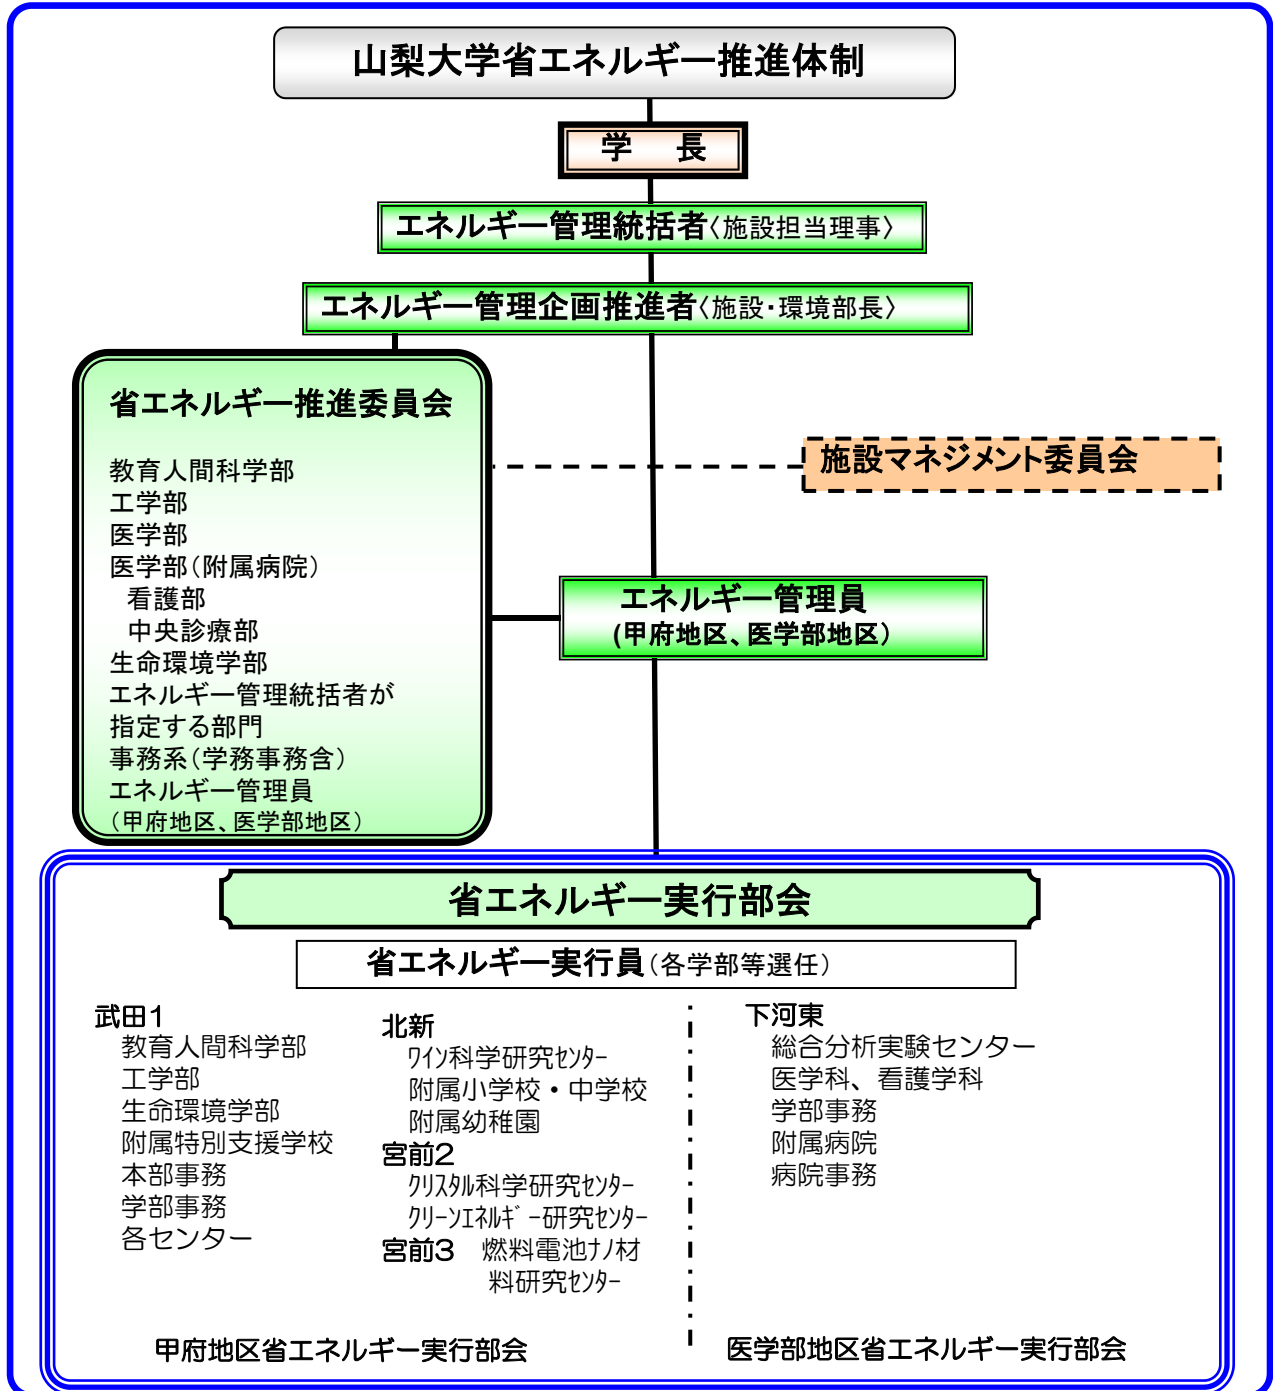 山梨大学省エネルギー推進体制
学　長
エネルギー管理統括者〈施設担当理事〉
エネルギー管理企画推進者〈施設・環境部長〉
省エネルギー推進委員会
教育人間科学部
工学部
医学部
医学部(附属病院)
看護部
中央診療部
生命環境学部
エネルギー管理統括者が
指定する部門
事務系(学務事務含)
エネルギー管理員
(甲府地区、医学部地区)
施設マネジメント委員会
エネルギー管理員
(甲府地区、医学部地区)
省エネルギー実行部会
省エネルギー実行員(各学部等選任)
武田1
教育人間科学部
工学部
生命環境学部
附属特別支援学校
本部事務
学部事務
各センター
北新
ﾜｲﾝ科学研究ｾﾝﾀｰ
附属小学校・中学校
附属幼稚園
宮前2
ｸﾘｽﾀﾙ科学研究ｾﾝﾀｰ
ｸﾘｰﾝｴﾈﾙｷﾞｰ研究ｾﾝﾀｰ
宮前3　燃料電池ﾅﾉ材
料研究ｾﾝﾀｰ
甲府地区省エネルギー実行部会
下河東
総合分析実験センター
医学科、看護学科
学部事務
附属病院
病院事務
医学部地区省エネルギー実行部会